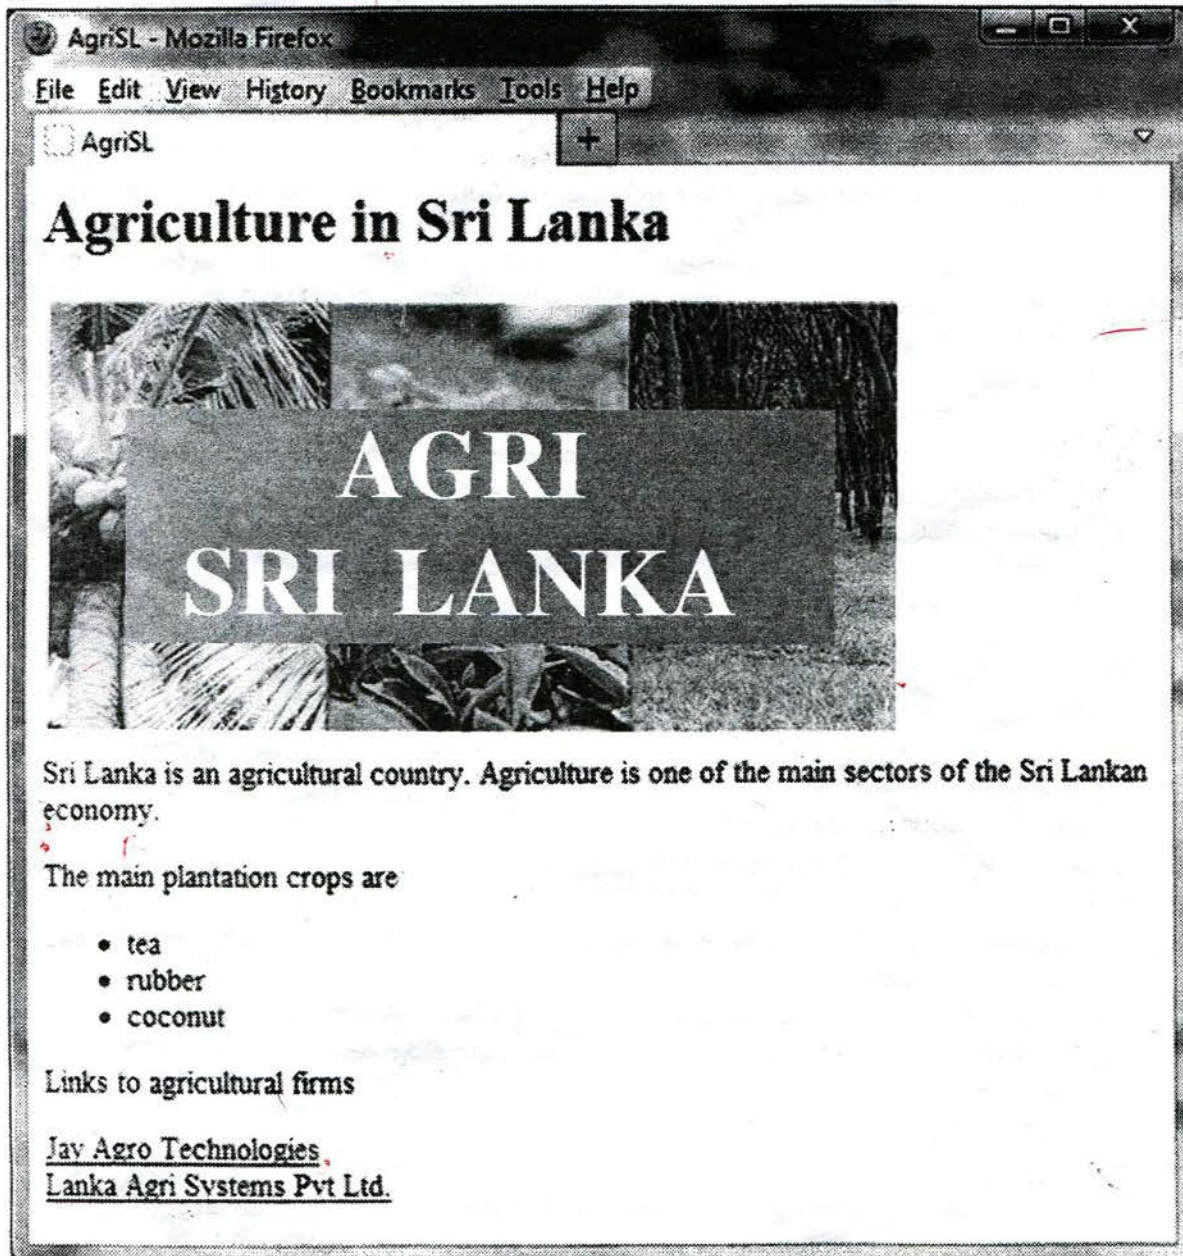 AgriSL - Mozilla Firefox
File Edit View History Bookmarks Tools Help
AgriSL
Agriculture in Sri Lanka
AGRI
SRI LANKA
Sri Lanka is an agricultural country. Agriculture is one of the main sectors of the Sri Lankan
economy.
The main plantation crops are
• tea
• rubber
• coconut
Links to agricultural firms
Jay Agro Technologies
Lanka Agri Systems Pvt Ltd.